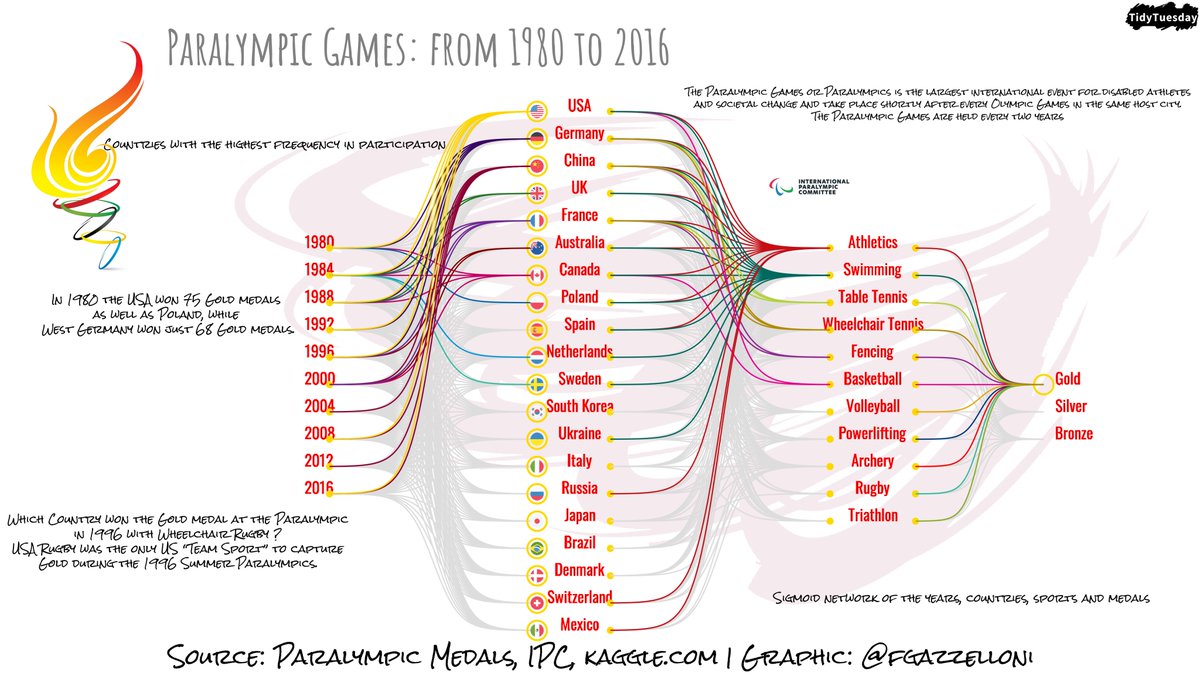 TidyTuesday
Paralympic Games: from 1980 to 2016
The Paralympic Games or Paralympics is the largest international event for disabled athletes
and societal change and take place shortly after every Olympic Games in the same host city.
The Paralympic Games are held every two years
Countries with the highest frequency in participation
INTERNATIONAL
PARALYMPIC
COMMITTEE
1980
1984
1988
1992
1996
2000
2004
2008
2012
2016
In 1980 the USA won 75 Gold medals
as well as Poland, while
West Germany won just 68 Gold medals
Which Country won the Gold medal at the Paralympic
in 1996 with Wheelchair Rugby ?
USA Rugby was the only US "Team Sport" to capture
Gold during the 1996 Summer Paralympics.
USA
Germany
China
UK
France
Australia
Canada
Poland
Spain
Netherlands
Sweden
South Korea
Ukraine
Italy
Russia
Japan
Brazil
Denmark
Switzerland
Mexico
Athletics
Swimming
Table Tennis
Wheelchair Tennis
Fencing
Basketball
Volleyball
Powerlifting
Archery
Rugby
Triathlon
Gold
Silver
Bronze
Sigmoid network of the years, countries, sports and medals
Source: Paralympic Medals, IPC, kaggle.com | Graphic: @fgazzelloni